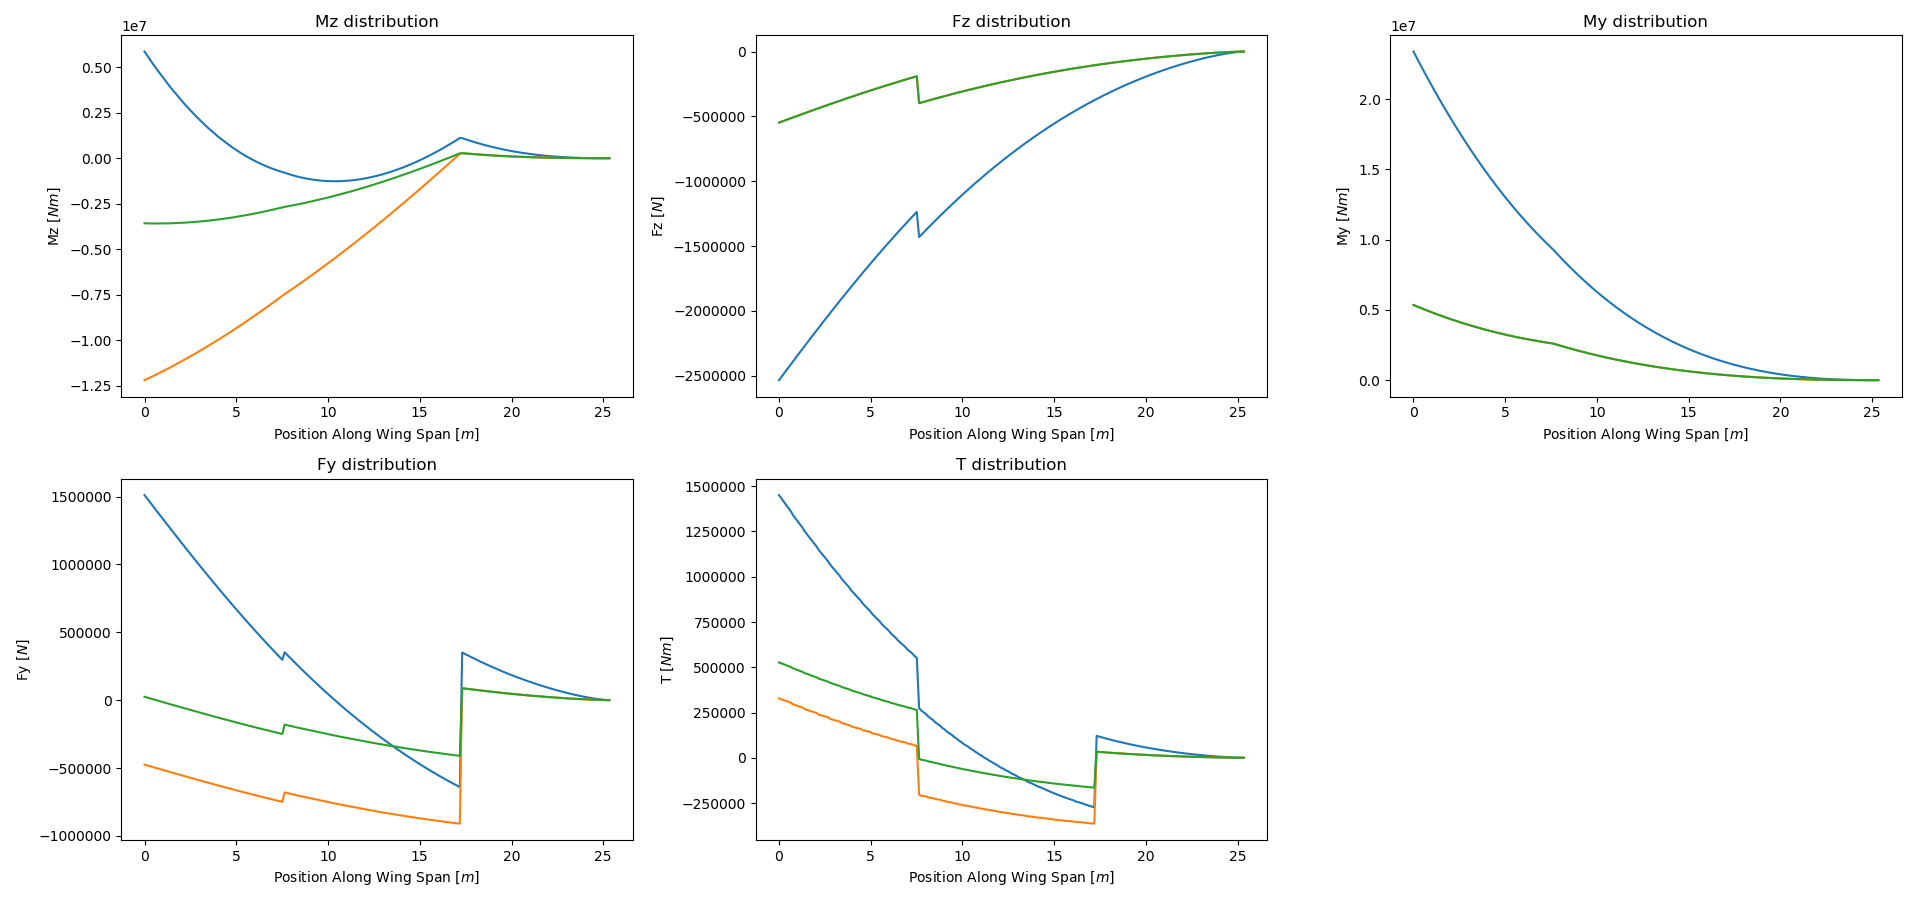 Mz distribution
1e7
0.50
0.25
0.00
−0.25
−0.50
−0.75
−1.00
−1.25
Mz [Nm]
0 5 10 15 20 25
Position Along Wing Span [m]
Fz distribution
0
−500000
−1000000
−1500000
−2000000
−2500000
Fz [N]
0 5 10 15 20 25
Position Along Wing Span [m]
My distribution
1e7
2.0
1.5
1.0
0.5
0.0
My [Nm]
0 5 10 15 20 25
Position Along Wing Span [m]
Fy distribution
1500000
1000000
500000
0
−500000
−1000000
Fy [N]
0 5 10 15 20 25
Position Along Wing Span [m]
T distribution
1500000
1250000
1000000
750000
500000
250000
0
−250000
T [Nm]
0 5 10 15 20 25
Position Along Wing Span [m]